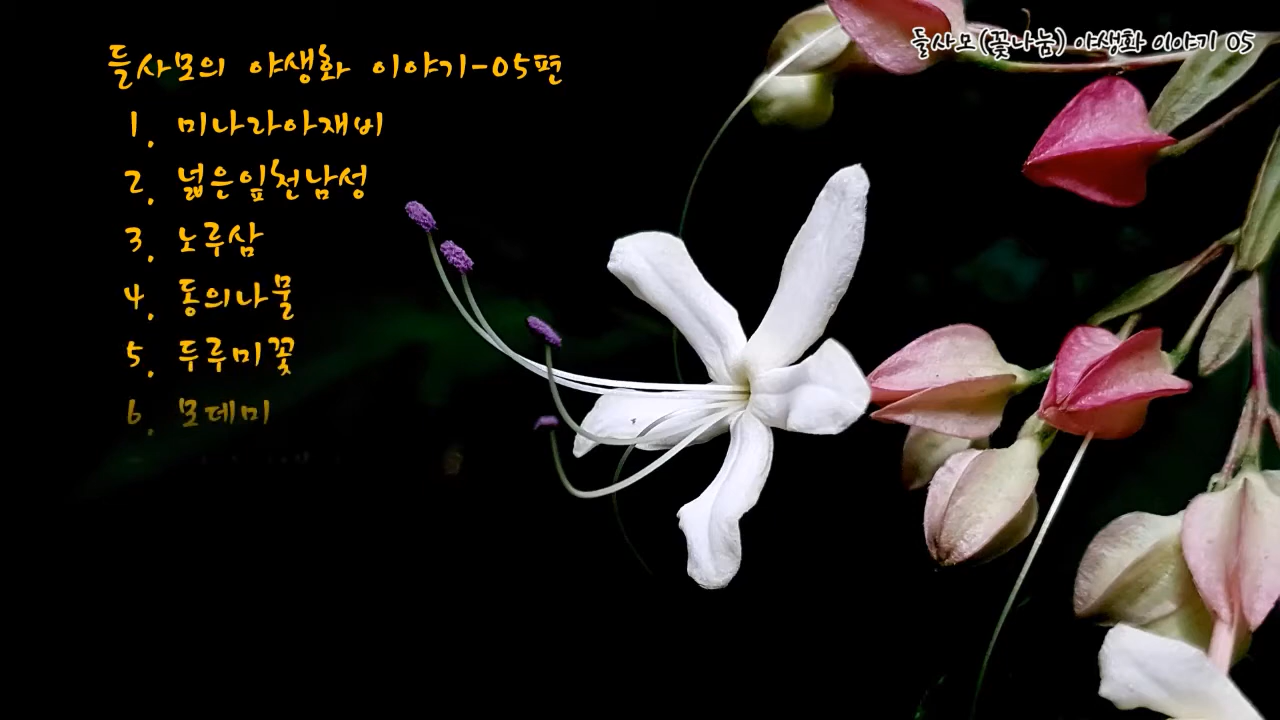 들사모의 야생화 이야기-05편
들사모(꽃나눔) 야생화 이야기 05
1. 미나리아재비
2. 넓은잎천남성
3. 노루삼
4. 동의나물
5. 두루미꽃
6. 모데미